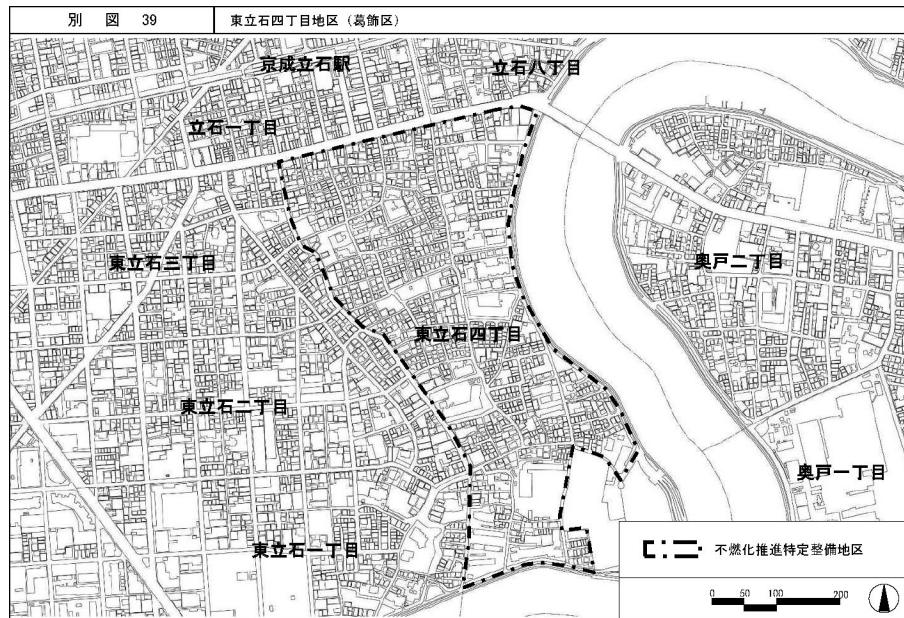 別 図 39
東立石四丁目地区（葛飾区）
京成立石駅
立石八丁目
立石一丁目
東立石三丁目
奥戸二丁目
東立石四丁目
東立石二丁目
奥戸一丁目
東立石一丁目
不燃化推進特定整備地区
0 50 100 200